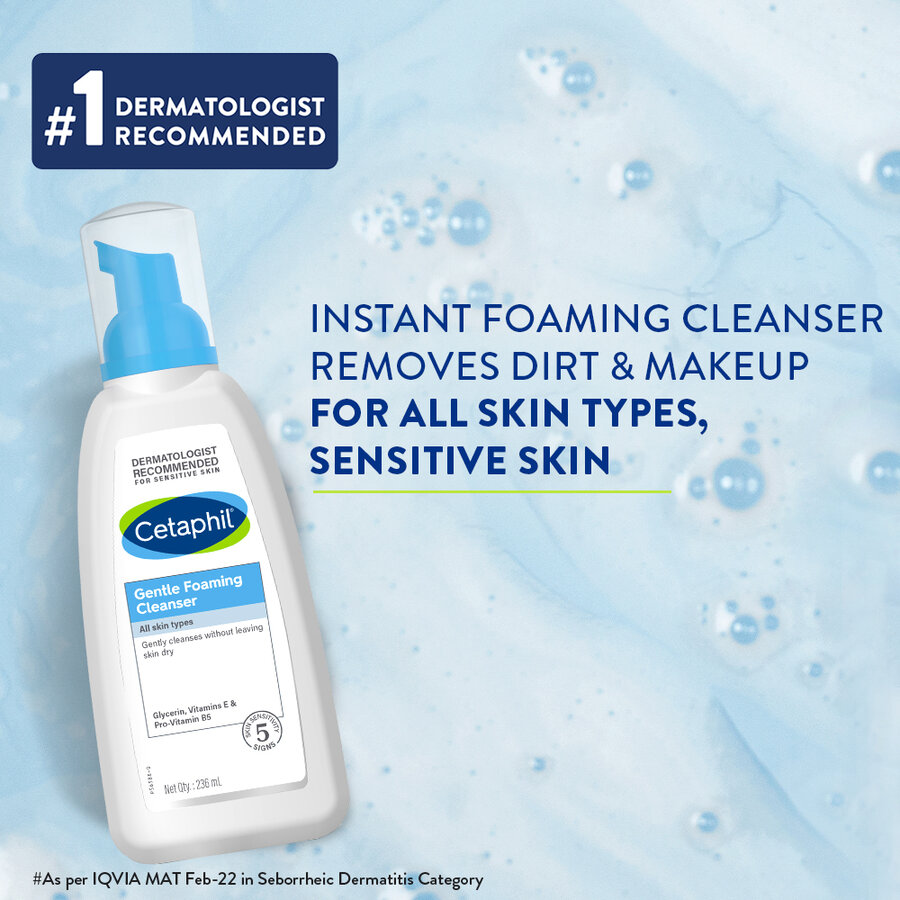 #1 DERMATOLOGIST
RECOMMENDED
INSTANT FOAMING CLEANSER
REMOVES DIRT & MAKEUP
FOR ALL SKIN TYPES,
SENSITIVE SKIN
DERMATOLOGIST
RECOMMENDED
FOR SENSITIVE SKIN
Cetaphil®
Gentle Foaming
Cleanser
All skin types
Gently cleanses without leaving
skin dry
Glycerin, Vitamins E &
Pro-Vitamin B5
SKIN SENSITIVITY
5
SIGNS
Net Qty.: 236 mL
#As per IQVIA MAT Feb-22 in Seborrheic Dermatitis Category